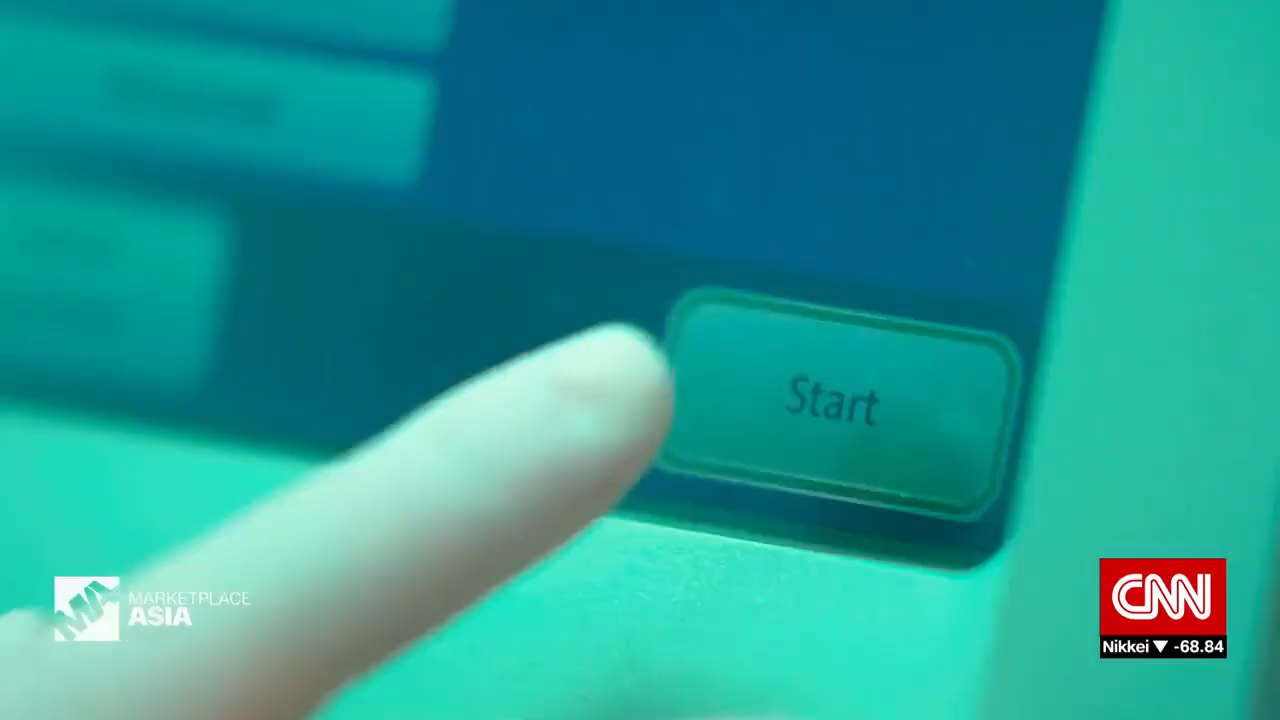 Start
MARKETPLACE
ASIA
CNN
Nikkei ▼ -68.84